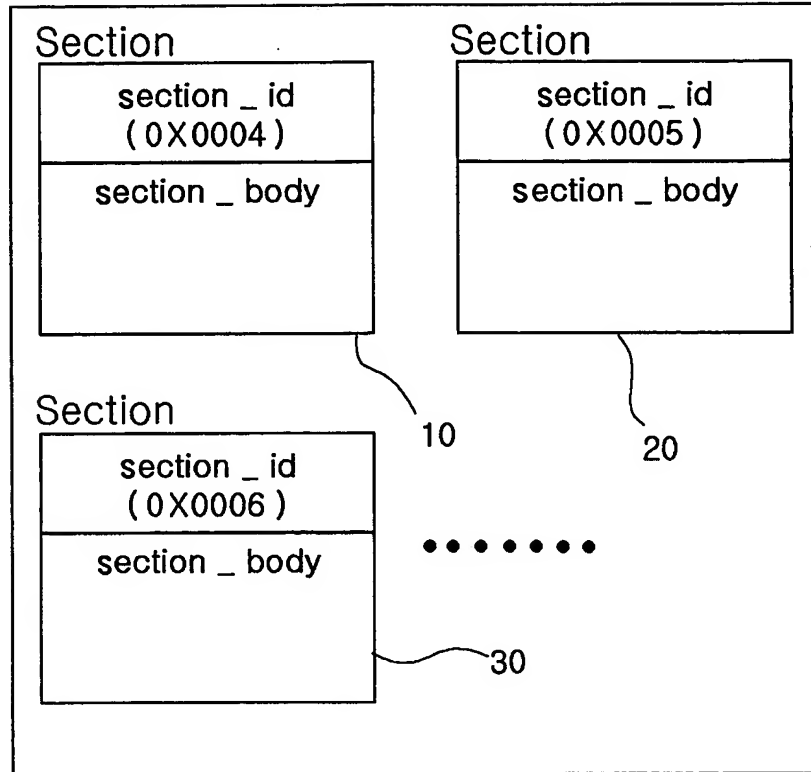 Section
section _ id
(0X0004)
section _ body
10
Section
section _ id
(0X0005)
section _ body
20
Section
section _ id
(0X0006)
section _ body
30